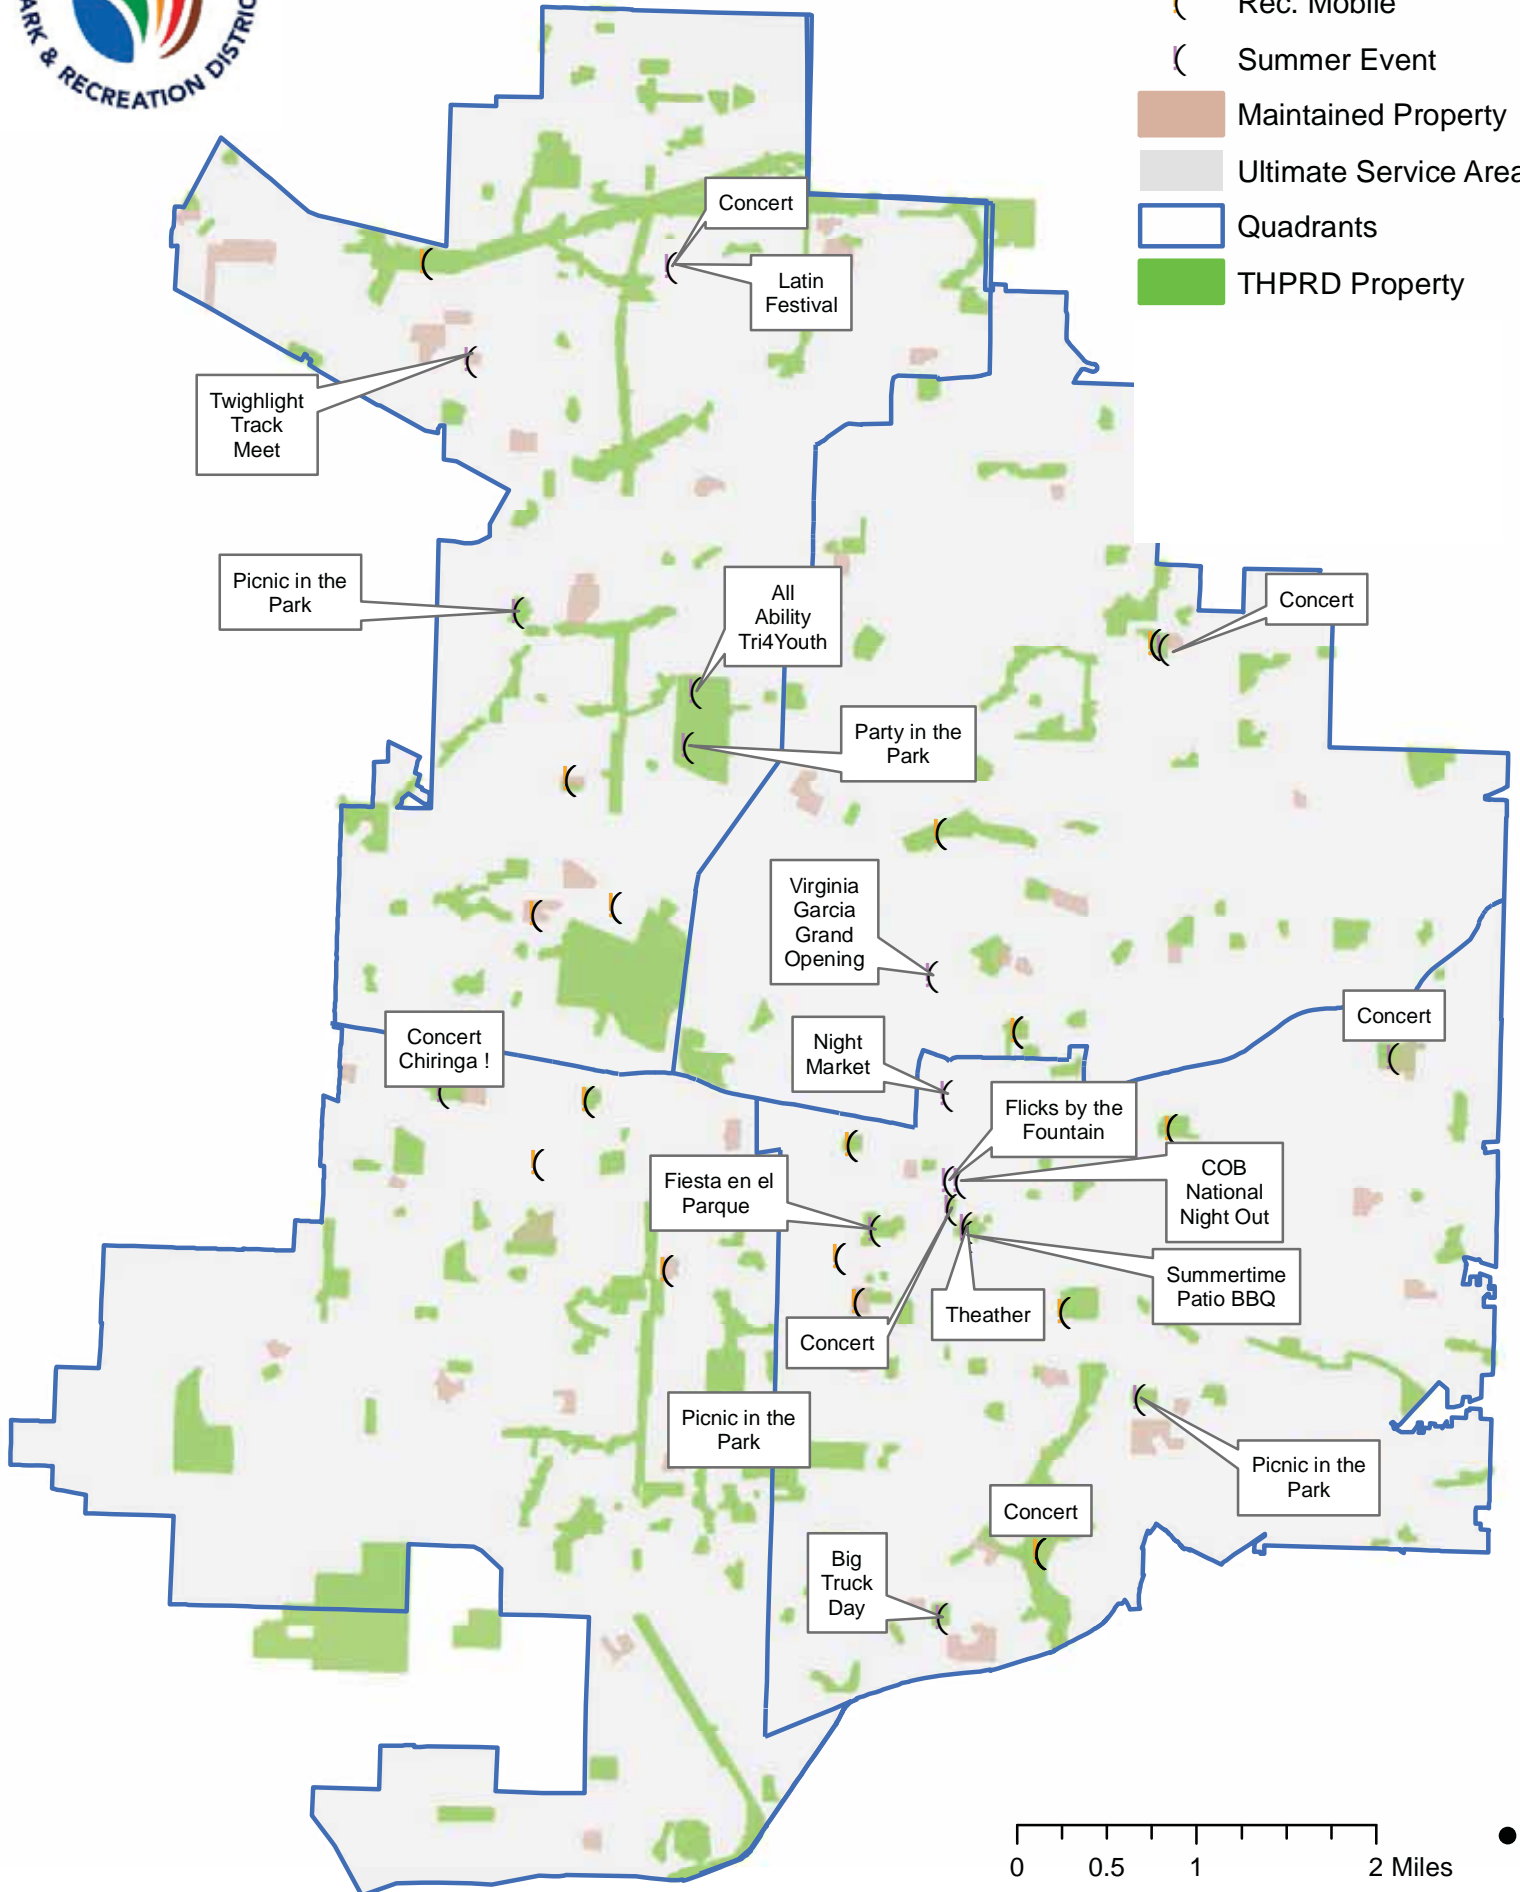 PARK & RECREATION DISTRIC
Rec. Mobile
Summer Event
Maintained Property
Ultimate Service Area
Quadrants
THPRD Property
Concert
Latin
Festival
Twighlight
Track
Meet
Picnic in the
Park
All
Ability
Tri4Youth
Concert
Party in the
Park
Virginia
Garcia
Grand
Opening
Concert
Chiringa !
Night
Market
Concert
Flicks by the
Fountain
COB
National
Night Out
Fiesta en el
Parque
Summertime
Patio BBQ
Theather
Concert
Picnic in the
Park
Picnic in the
Park
Concert
Big
Truck
Day
0 0.5 1 2 Miles